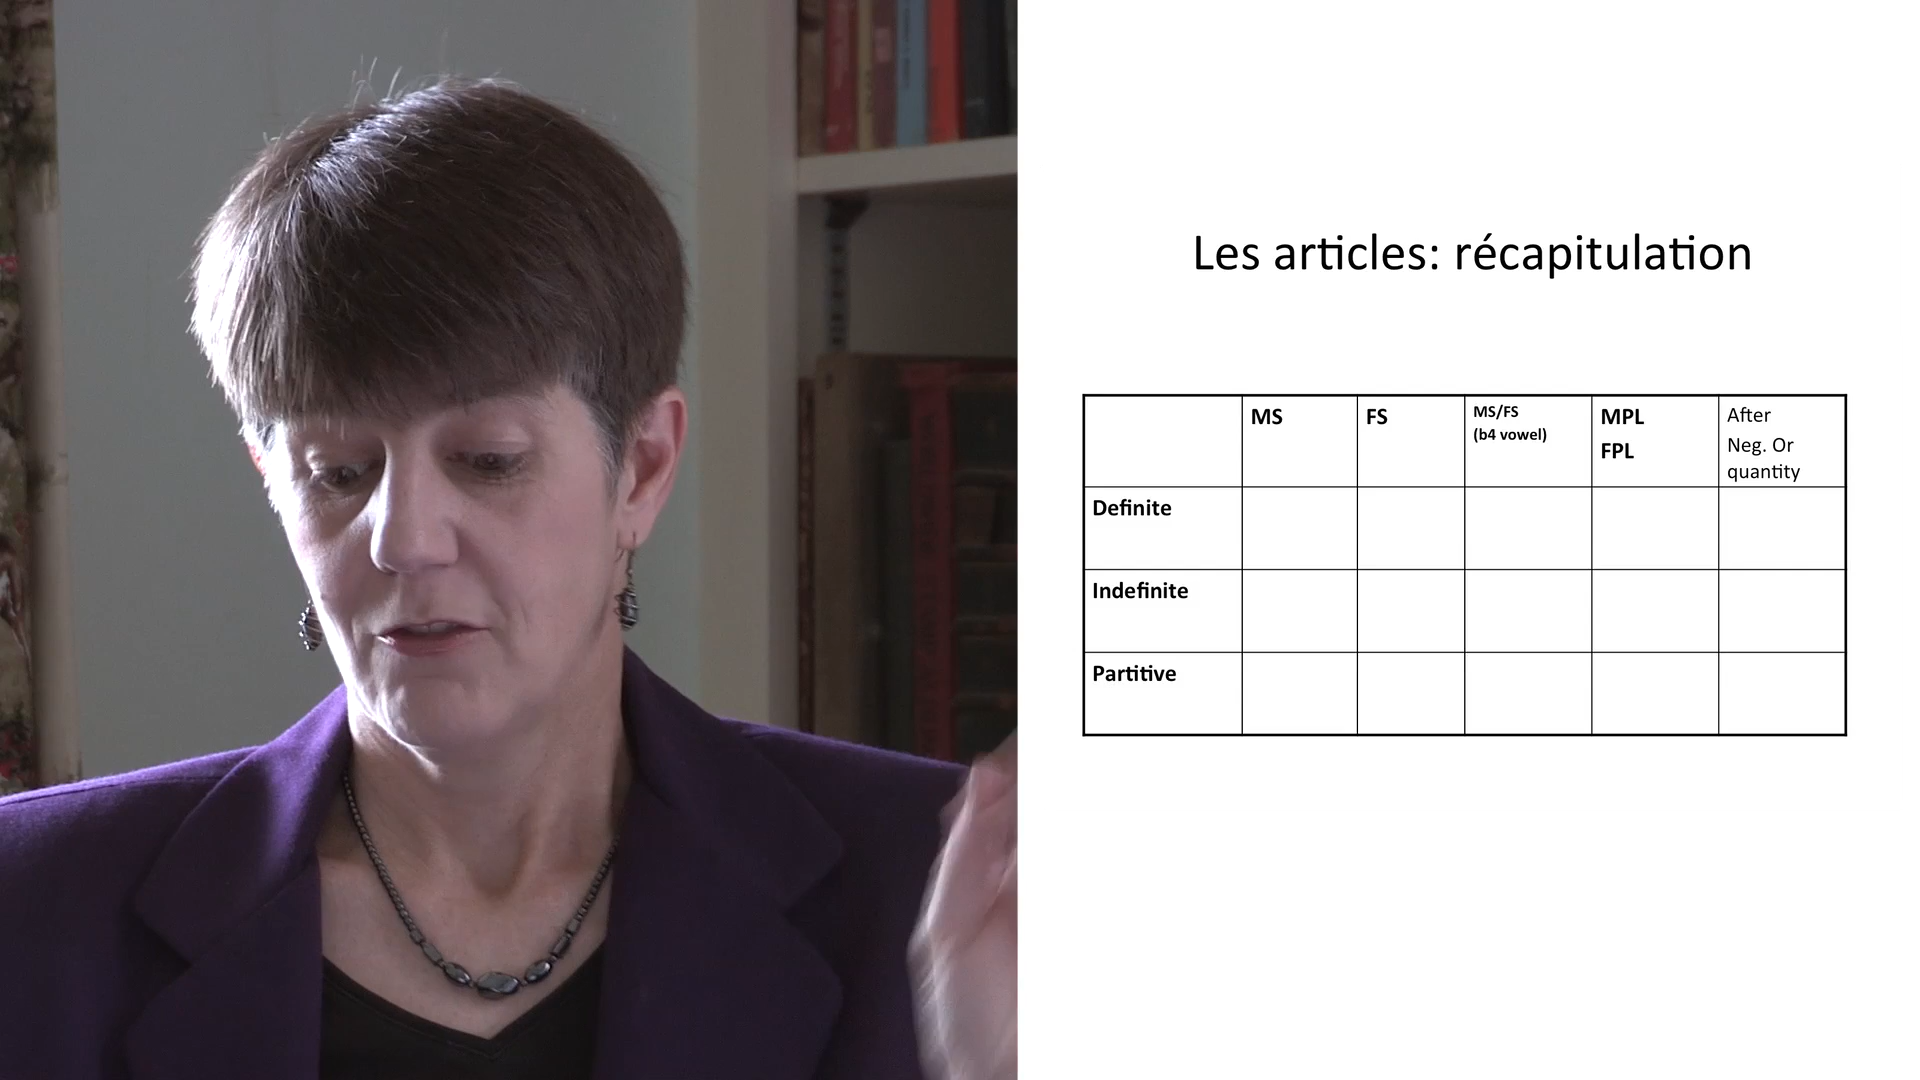 Les articles: récapitulation
MS
FS
MS/FS
(b4 vowel)
MPL
FPL
After
Neg. Or
quantity
Definite
Indefinite
Partitive